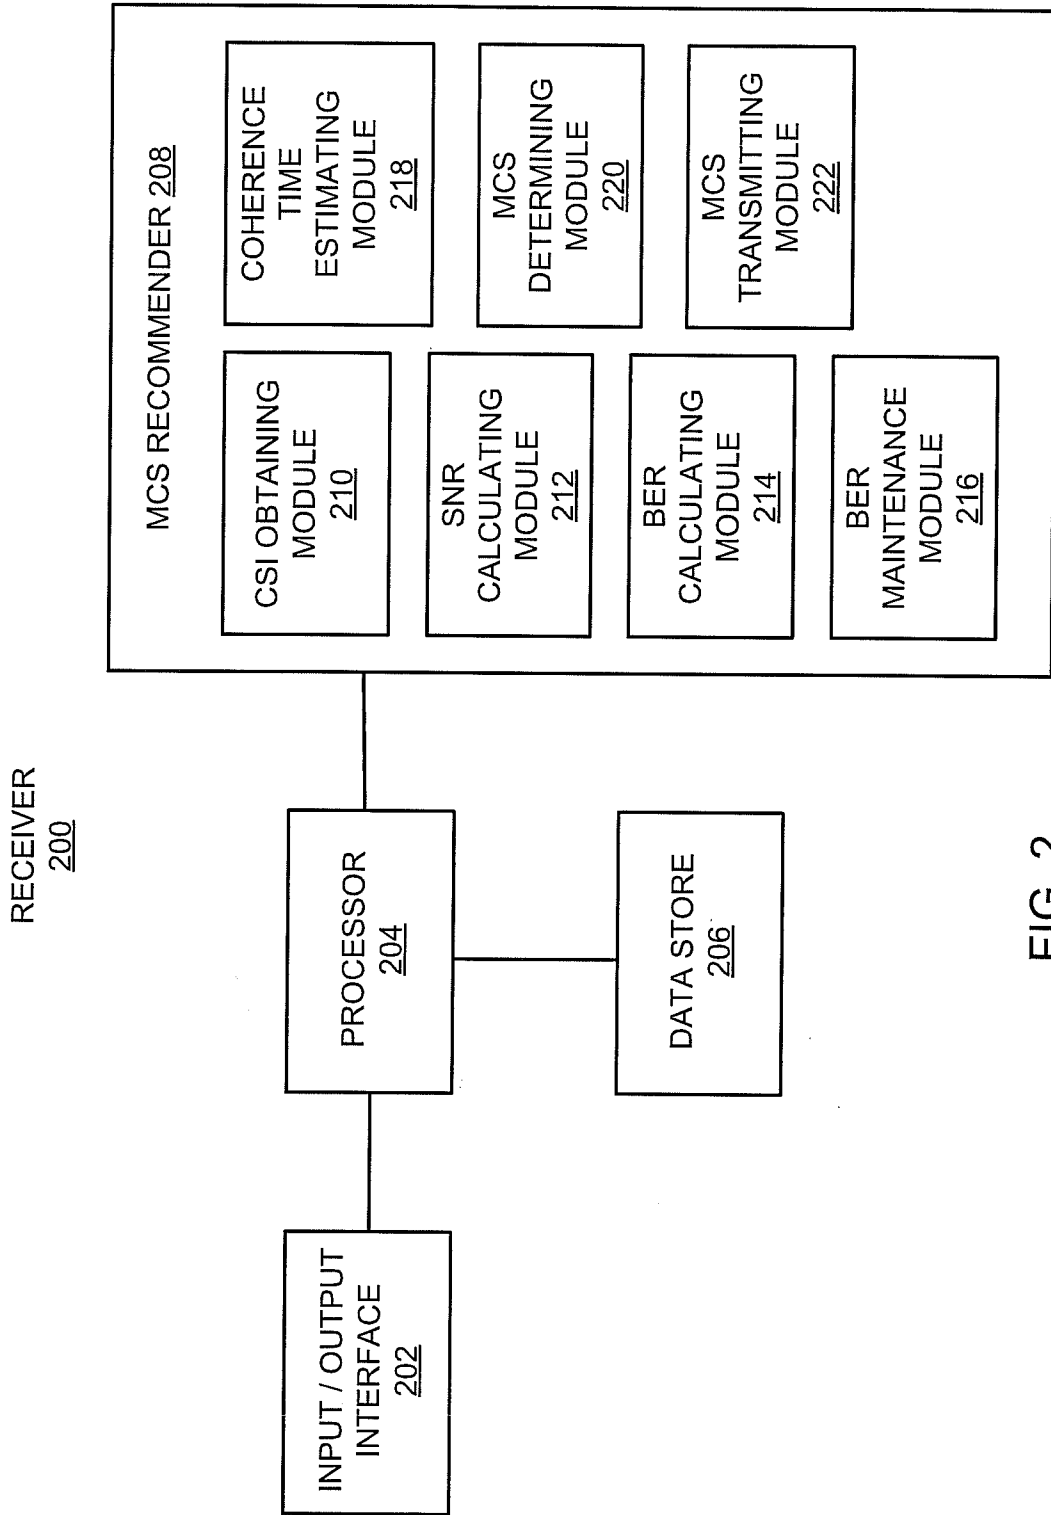 RECEIVER
200
INPUT / OUTPUT
INTERFACE
202
PROCESSOR
204
DATA STORE
206
MCS RECOMMENDER 208
CSI OBTAINING
MODULE
210
SNR
CALCULATING
MODULE
212
BER
CALCULATING
MODULE
214
BER
MAINTENANCE
MODULE
216
COHERENCE
TIME
ESTIMATING
MODULE
218
MCS
DETERMINING
MODULE
220
MCS
TRANSMITTING
MODULE
222
FIG. 2